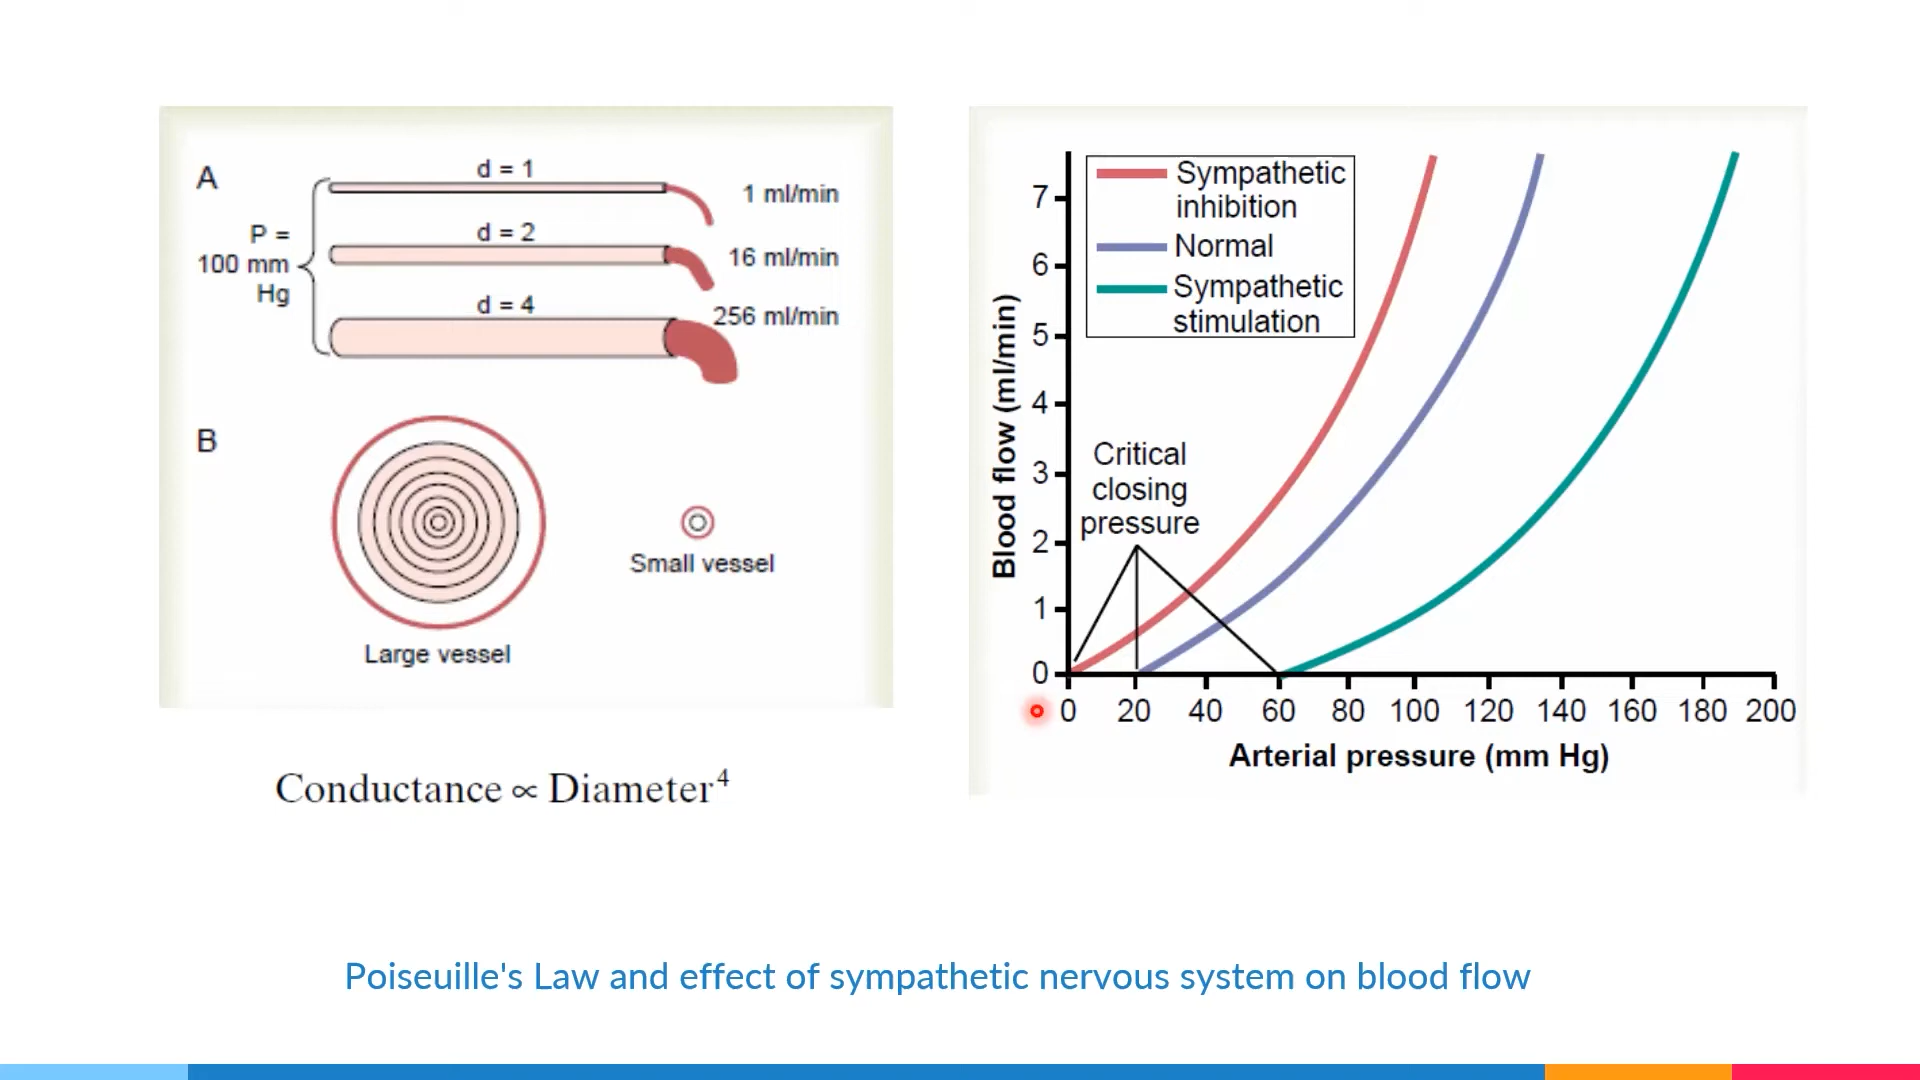 A
d = 1
1 ml/min
d = 2
16 ml/min
P =
100 mm
Hg
d = 4
256 ml/min
B
Small vessel
Large vessel
Conductance ∝ Diameter⁴
Sympathetic
inhibition
Normal
Sympathetic
stimulation
Critical
closing
pressure
Blood flow (ml/min)
7
6
5
4
3
2
1
0
0 20 40 60 80 100 120 140 160 180 200
Arterial pressure (mm Hg)
Poiseuille's Law and effect of sympathetic nervous system on blood flow